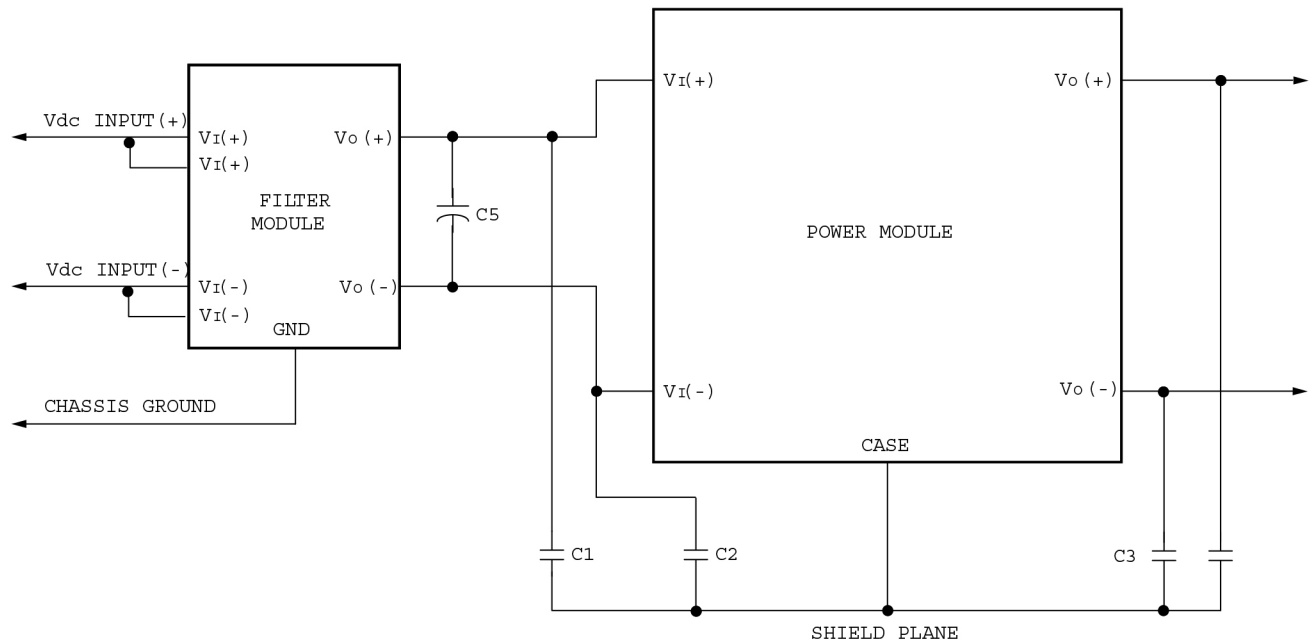 Vdc INPUT(+)
VI(+)
VI(+)
VO(+)
FILTER
MODULE
Vdc INPUT(-)
VI(-)
VI(-)
VO(-)
GND
CHASSIS GROUND
C5
VI(+)
VO(+)
POWER MODULE
VI(-)
VO(-)
CASE
C1
C2
C3
SHIELD PLANE